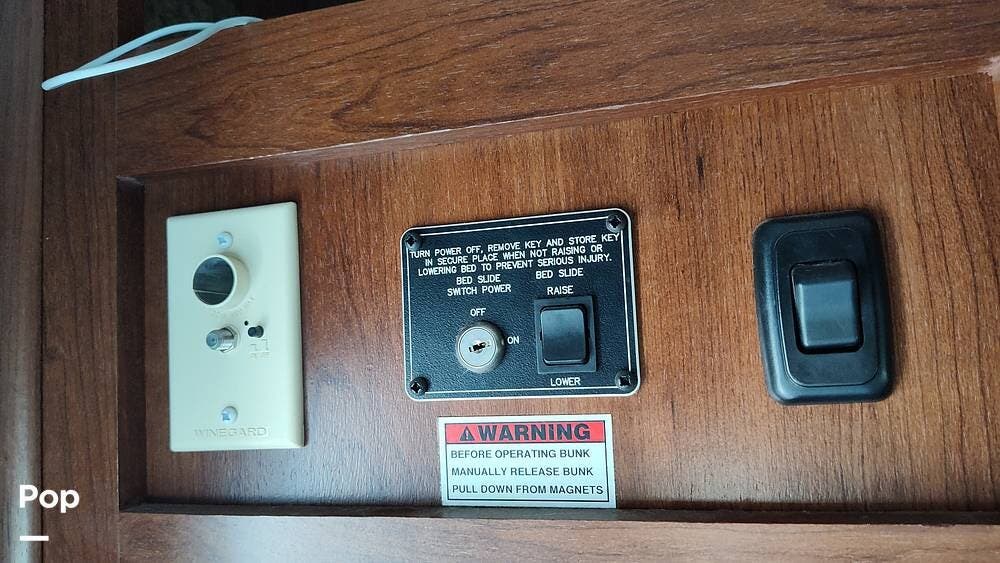 TURN POWER OFF, REMOVE KEY AND STORE KEY
IN SECURE PLACE WHEN NOT RAISING OR
LOWERING BED TO PREVENT SERIOUS INJURY.
BED SLIDE
SWITCH POWER
OFF
ON
BED SLIDE
RAISE
LOWER
WINEGARD
WARNING
BEFORE OPERATING BUNK
MANUALLY RELEASE BUNK
PULL DOWN FROM MAGNETS
Pop